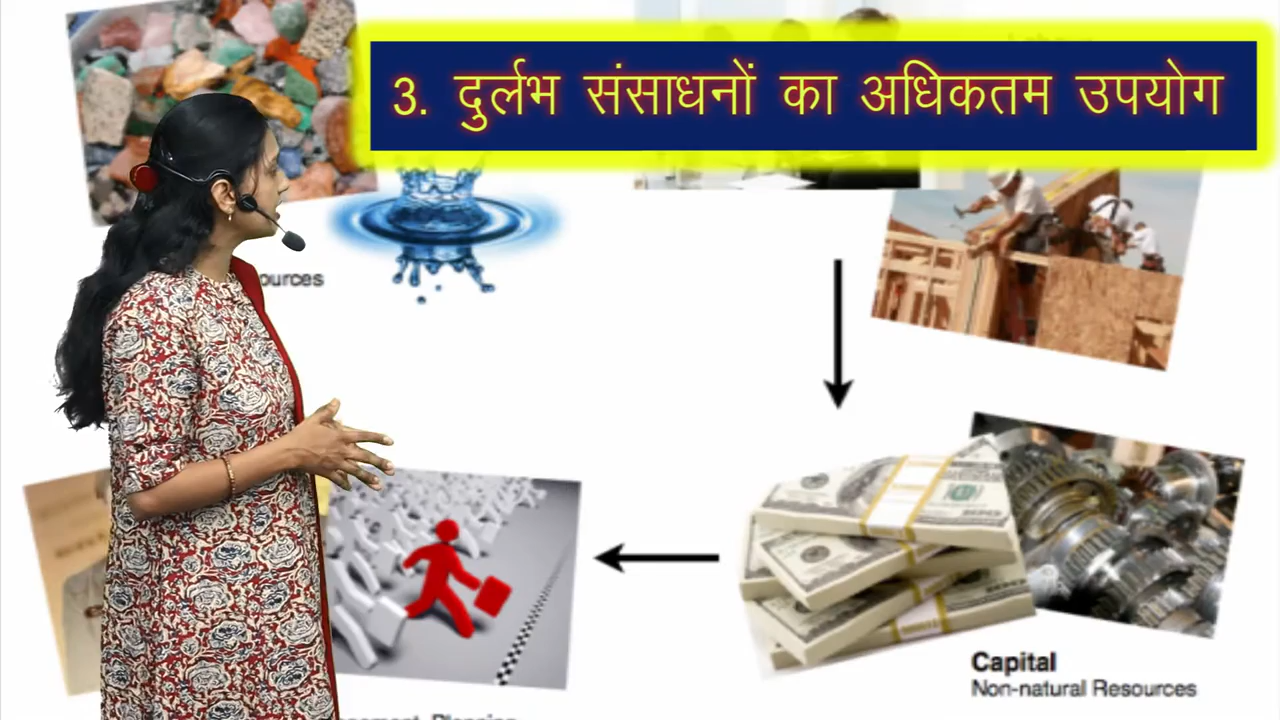 3. दुर्लभ संसाधनों का अधिकतम उपयोग
Capital
Non-natural Resources